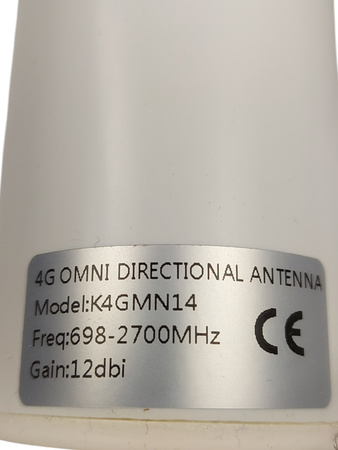 4G OMNI DIRECTIONAL ANTENNA
Model:K4GMN14
Freq:698-2700MHz
Gain:12dbi
CE